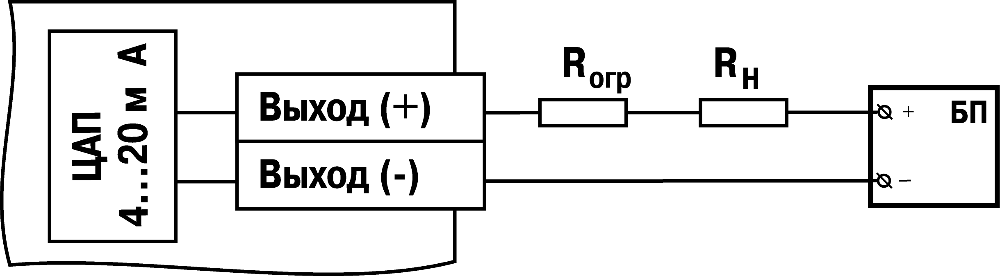 ЦАП
4...20 мА
Выход (+)
Выход (-)
Rогр
Rн
БП
+
−